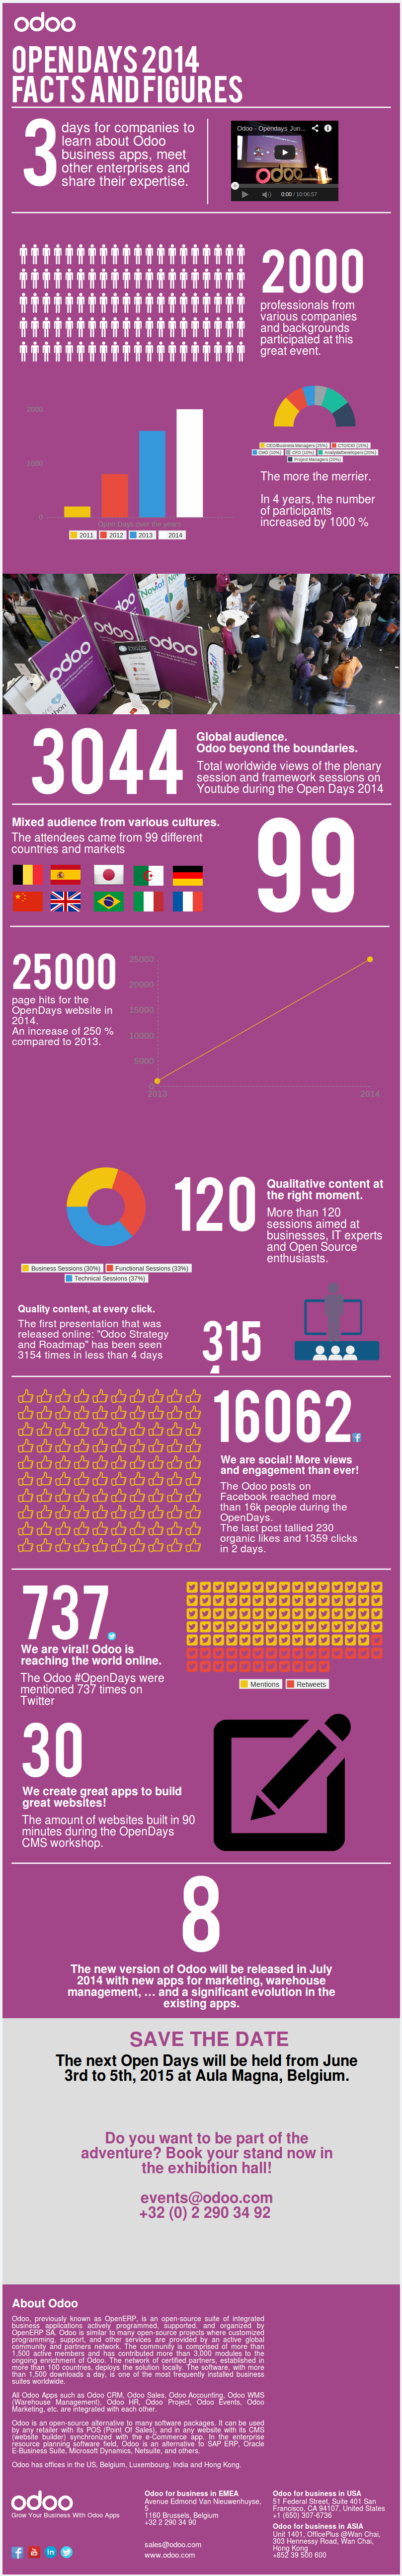 odoo
OPENDAYS 2014
FACTS AND FIGURES
3
days for companies to
learn about Odoo
business apps, meet
other enterprises and
share their expertise.
Odoo - Opendays Jun...
odoo
0:00 / 10:06:57
2000
professionals from
various companies
and backgrounds
participated at this
great event.
2000
1000
0
Open Days over the years
2011
2012
2013
2014
CEO/Business Managers (25%)
CTO/CIO (15%)
CMO (10%)
CFO (10%)
Analysts/Developers (20%)
Project Managers (20%)
The more the merrier.
In 4 years, the number
of participants
increased by 1000 %
odoo
odoo
odoo
odoo
Noviat
3044
Global audience.
Odoo beyond the boundaries.
Total worldwide views of the plenary
session and framework sessions on
Youtube during the Open Days 2014
Mixed audience from various cultures.
The attendees came from 99 different
countries and markets
99
25000
page hits for the
OpenDays website in
2014.
An increase of 250 %
compared to 2013.
25000
20000
15000
10000
5000
0
2013
2014
120
Qualitative content at
the right moment.
More than 120
sessions aimed at
businesses, IT experts
and Open Source
enthusiasts.
Business Sessions (30%)
Functional Sessions (33%)
Technical Sessions (37%)
Quality content, at every click.
The first presentation that was
released online: "Odoo Strategy
and Roadmap" has been seen
3154 times in less than 4 days
315
16062
We are social! More views
and engagement than ever!
The Odoo posts on
Facebook reached more
than 16k people during the
OpenDays.
The last post tallied 230
organic likes and 1359 clicks
in 2 days.
737
We are viral! Odoo is
reaching the world online.
The Odoo #OpenDays were
mentioned 737 times on
Twitter
Mentions
Retweets
30
We create great apps to build
great websites!
The amount of websites built in 90
minutes during the OpenDays
CMS workshop.
8
The new version of Odoo will be released in July
2014 with new apps for marketing, warehouse
management, ... and a significant evolution in the
existing apps.
SAVE THE DATE
The next Open Days will be held from June
3rd to 5th, 2015 at Aula Magna, Belgium.
Do you want to be part of the
adventure? Book your stand now in
the exhibition hall!
events@odoo.com
+32 (0) 2 290 34 92
About Odoo
Odoo, previously known as OpenERP, is an open-source suite of integrated
business applications actively programmed, supported, and organized by
OpenERP SA. Odoo is similar to many open-source projects where customized
programming, support, and other services are provided by an active global
community and partners network. The community is comprised of more than
1,500 active members and has contributed more than 3,000 modules to the
ongoing enrichment of Odoo. The network of certified partners, established in
more than 100 countries, deploys the solution locally. The software, with more
than 1,500 downloads a day, is one of the most frequently installed business
suites worldwide.
All Odoo Apps such as Odoo CRM, Odoo Sales, Odoo Accounting, Odoo WMS
(Warehouse Management), Odoo HR, Odoo Project, Odoo Events, Odoo
Marketing, etc. are integrated with each other.
Odoo is an open-source alternative to many software packages. It can be used
by any retailer with its POS (Point Of Sales), and in any website with its CMS
(website builder) synchronized with the e-Commerce app. In the enterprise
resource planning software field, Odoo is an alternative to SAP ERP, Oracle
E-Business Suite, Microsoft Dynamics, Netsuite, and others.
Odoo has offices in the US, Belgium, Luxembourg, India and Hong Kong.
odoo
Grow Your Business With Odoo Apps
Odoo for business in EMEA
Avenue Edmond Van Nieuwenhuyse,
5
1160 Brussels, Belgium
+32 2 290 34 90
sales@odoo.com
www.odoo.com
Odoo for business in USA
51 Federal Street, Suite 401 San
Francisco, CA 94107, United States
+1 (650) 307-6736
Odoo for business in ASIA
Unit 1401, OfficePlus @Wan Chai,
303 Hennessy Road, Wan Chai,
Hong Kong
+852 39 500 600